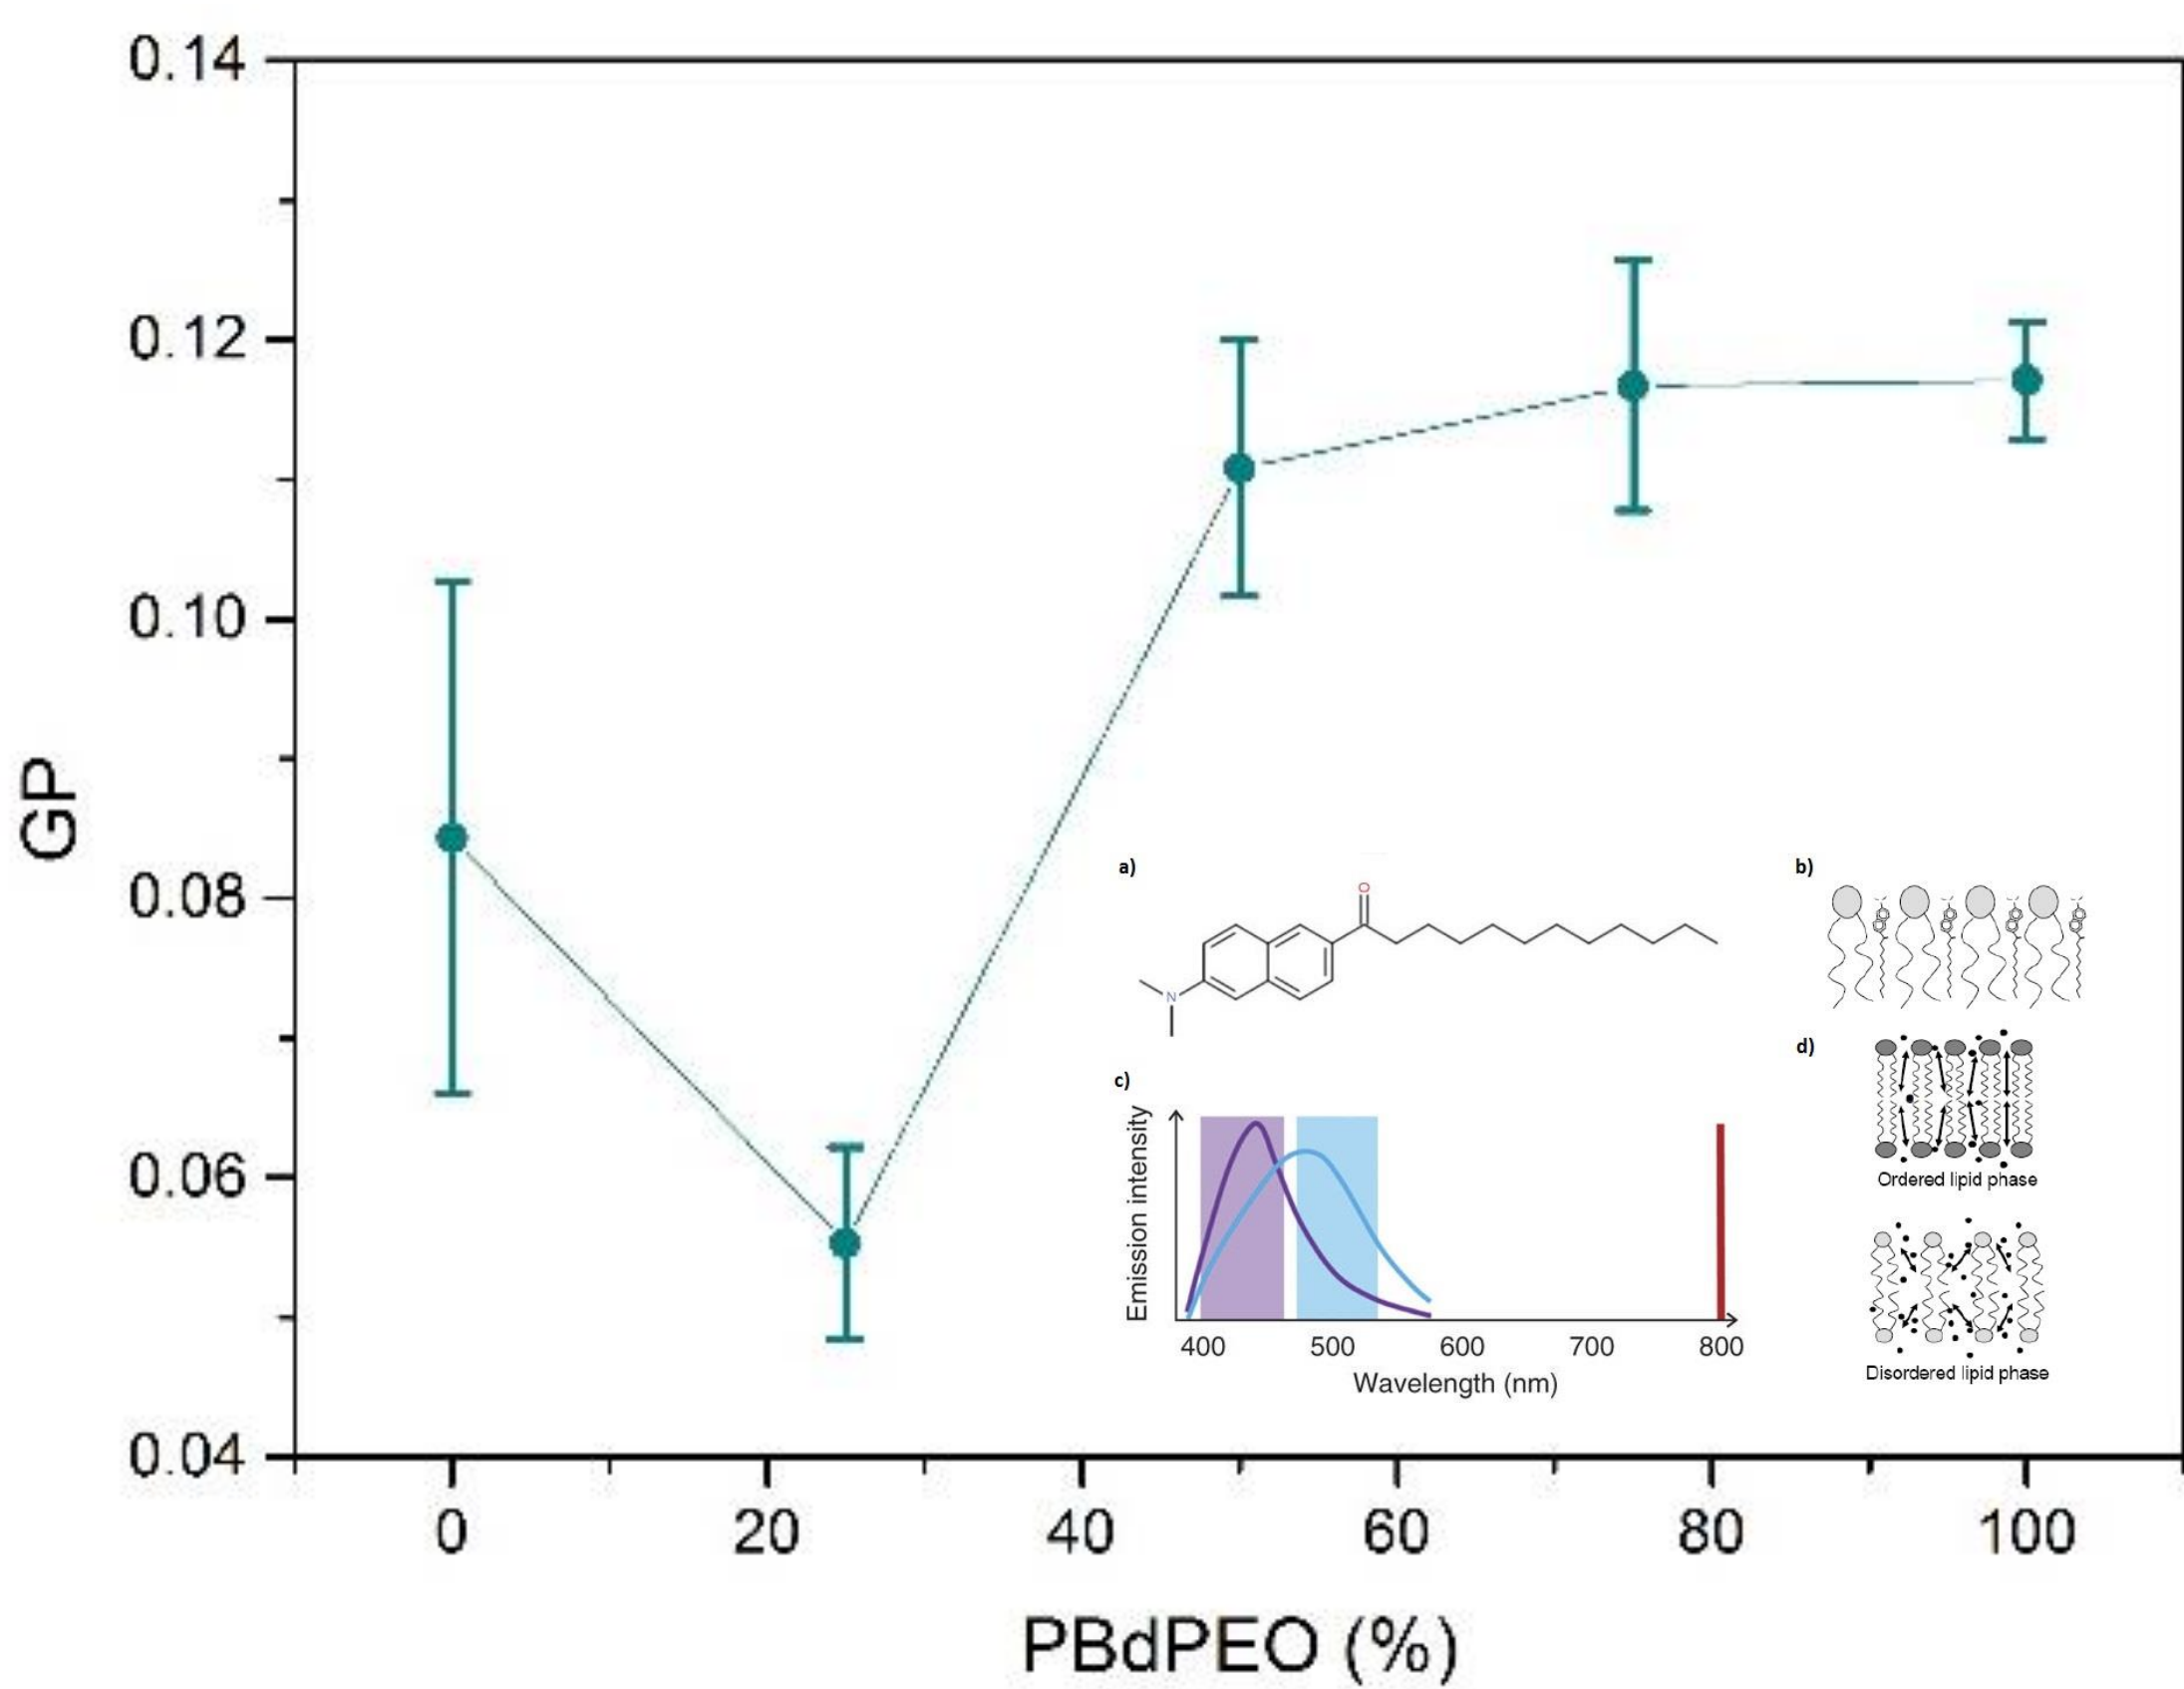 0.14
0.12
0.10
0.08
0.06
0.04
GP
0
20
40
60
80
100
PBdPEO (%)
a)
O
N
b)
c)
Emission intensity
400
500
600
700
800
Wavelength (nm)
d)
Ordered lipid phase
Disordered lipid phase